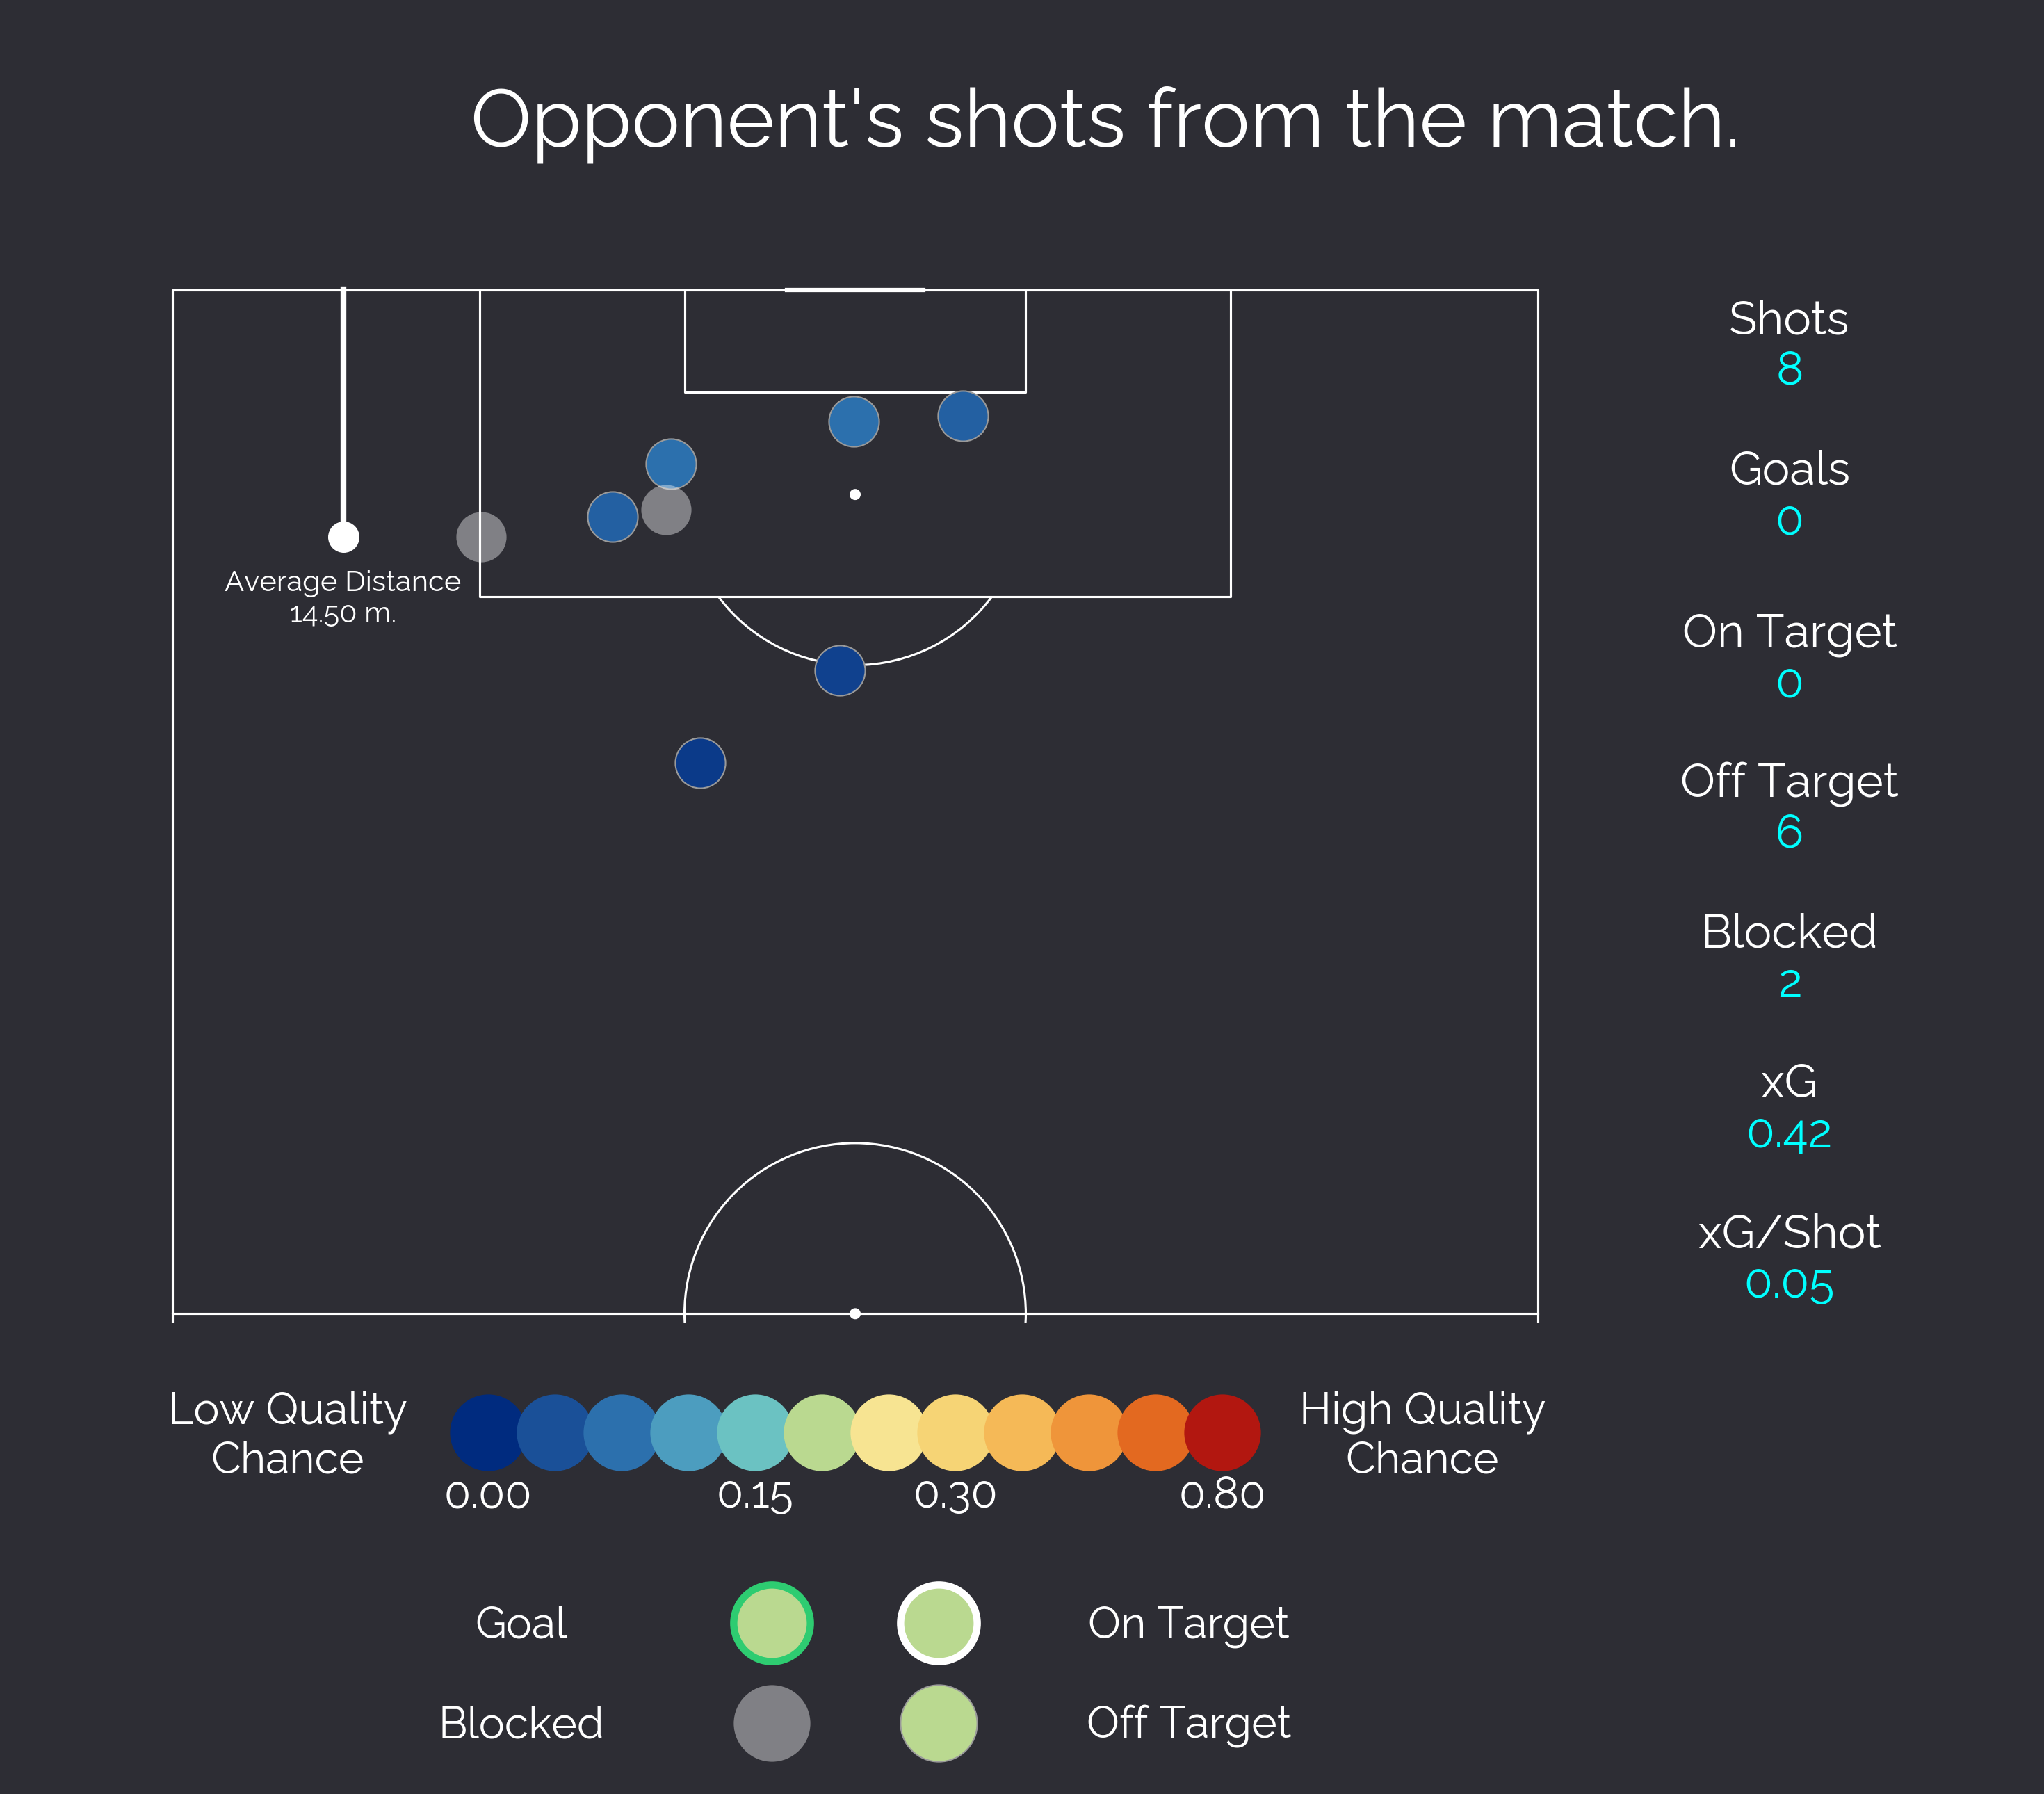 Opponent's shots from the match.
Shots
8
Goals
0
On Target
0
Off Target
6
Blocked
2
xG
0.42
xG/Shot
0.05
Average Distance
14.50 m.
Low Quality
Chance
0.00
0.15
0.30
0.80
High Quality
Chance
Goal
On Target
Blocked
Off Target